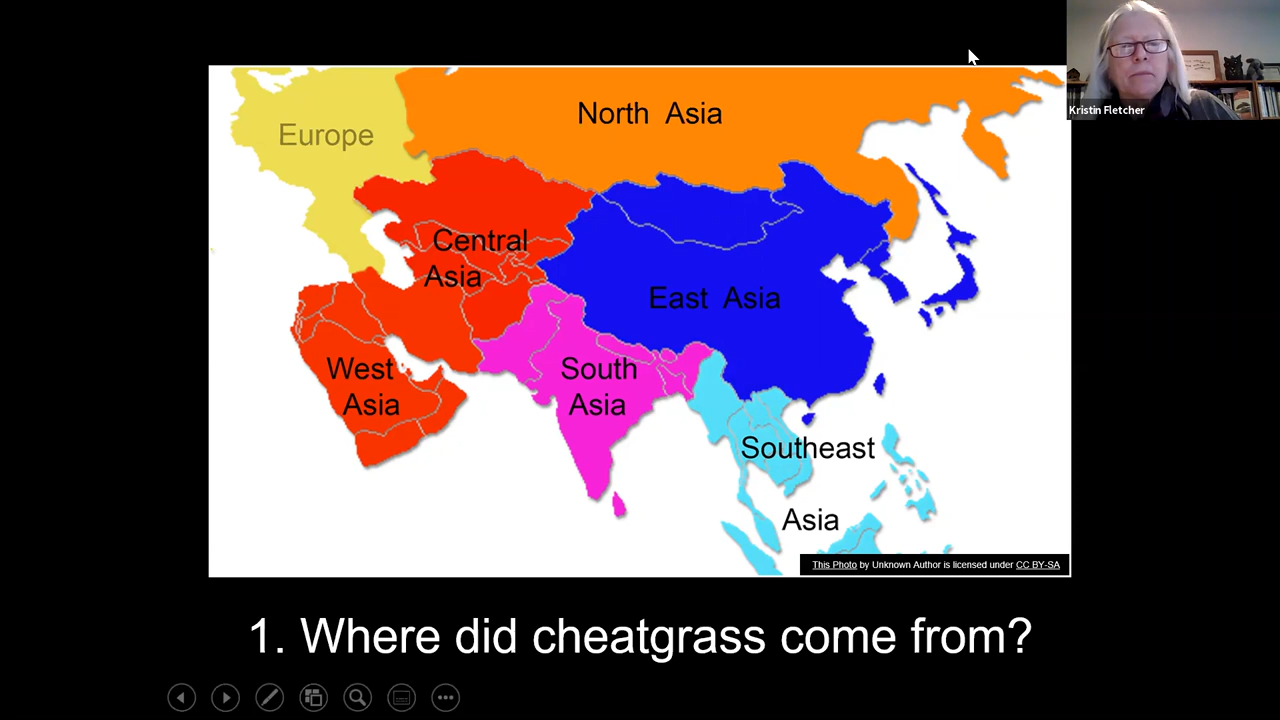 Kristin Fletcher
North Asia
Europe
Central
Asia
East Asia
West
Asia
South
Asia
Southeast
Asia
This Photo by Unknown Author is licensed under CC BY-SA
1. Where did cheatgrass come from?